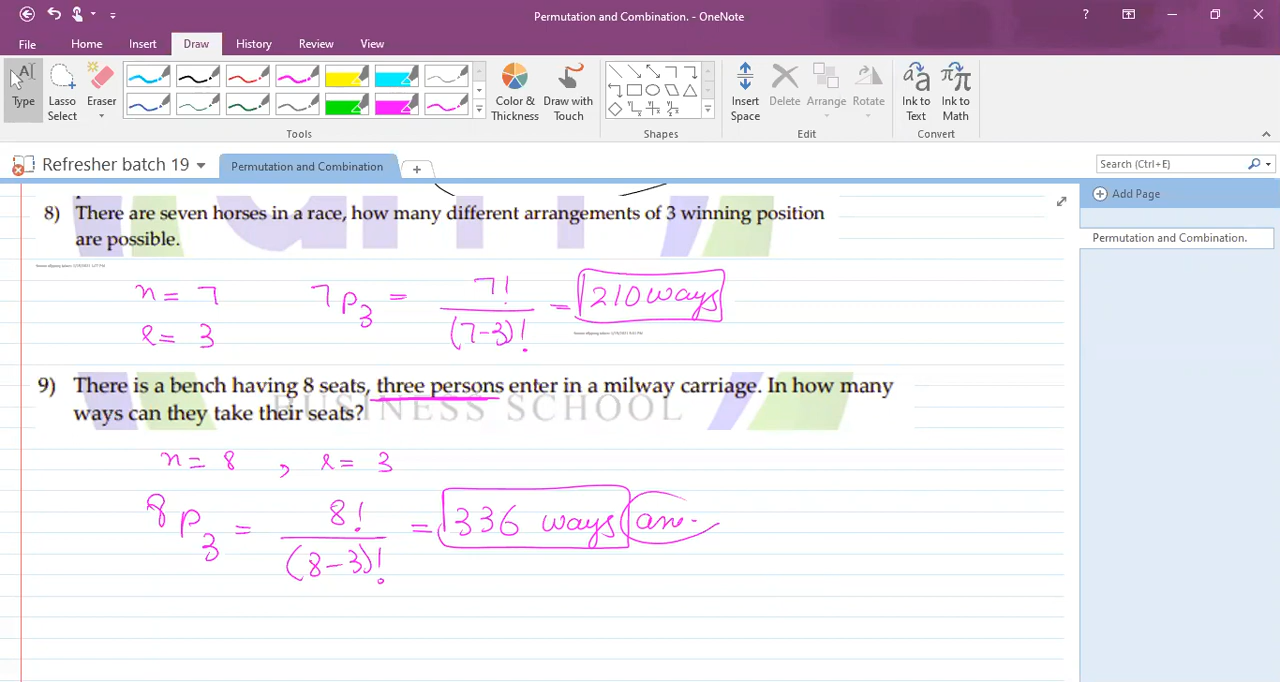 Permutation and Combination. - OneNote
?
File Home Insert Draw History Review View
Type
Lasso Select
Eraser
Color & Thickness
Draw with Touch
Insert Space
Delete
Arrange
Rotate
Ink to Text
Ink to Math
Tools
Shapes
Edit
Convert
Refresher batch 19
Permutation and Combination
Search (Ctrl+E)
Add Page
Permutation and Combination.
8) There are seven horses in a race, how many different arrangements of 3 winning position
are possible.
n = 7 7 P 3 = 7! / (7-3)! = 210 ways
r = 3
9) There is a bench having 8 seats, three persons enter in a milway carriage. In how many
ways can they take their seats?
BUSINESS SCHOOL
n = 8 , r = 3
8 P 3 = 8! / (8-3)! = 336 ways ans.